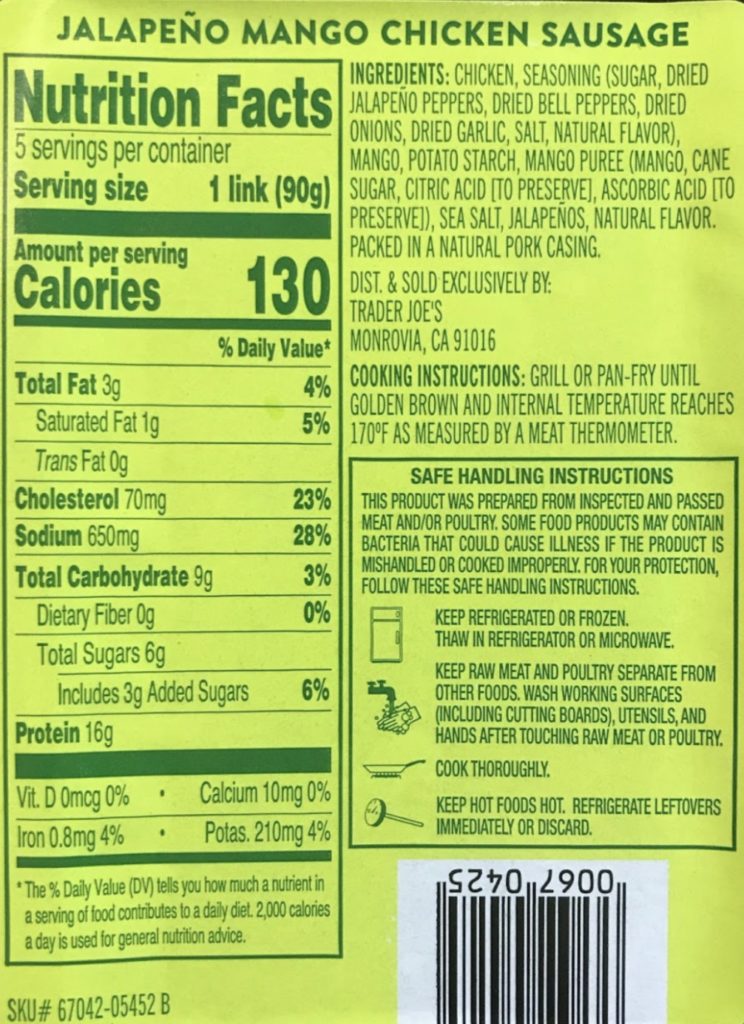 JALAPEÑO MANGO CHICKEN SAUSAGE
Nutrition Facts
5 servings per container
Serving size 1 link (90g)
Amount per serving
Calories 130
% Daily Value*
Total Fat 3g 4%
Saturated Fat 1g 5%
Trans Fat 0g
Cholesterol 70mg 23%
Sodium 650mg 28%
Total Carbohydrate 9g 3%
Dietary Fiber 0g 0%
Total Sugars 6g
Includes 3g Added Sugars 6%
Protein 16g
Vit. D 0mcg 0% • Calcium 10mg 0%
Iron 0.8mg 4% • Potas. 210mg 4%
* The % Daily Value (DV) tells you how much a nutrient in
a serving of food contributes to a daily diet. 2,000 calories
a day is used for general nutrition advice.
SKU# 67042-05452 B
INGREDIENTS: CHICKEN, SEASONING (SUGAR, DRIED
JALAPEÑO PEPPERS, DRIED BELL PEPPERS, DRIED
ONIONS, DRIED GARLIC, SALT, NATURAL FLAVOR),
MANGO, POTATO STARCH, MANGO PUREE (MANGO, CANE
SUGAR, CITRIC ACID [TO PRESERVE], ASCORBIC ACID [TO
PRESERVE]), SEA SALT, JALAPEÑOS, NATURAL FLAVOR.
PACKED IN A NATURAL PORK CASING.
DIST. & SOLD EXCLUSIVELY BY:
TRADER JOE'S
MONROVIA, CA 91016
COOKING INSTRUCTIONS: GRILL OR PAN-FRY UNTIL
GOLDEN BROWN AND INTERNAL TEMPERATURE REACHES
170ºF AS MEASURED BY A MEAT THERMOMETER.
SAFE HANDLING INSTRUCTIONS
THIS PRODUCT WAS PREPARED FROM INSPECTED AND PASSED
MEAT AND/OR POULTRY. SOME FOOD PRODUCTS MAY CONTAIN
BACTERIA THAT COULD CAUSE ILLNESS IF THE PRODUCT IS
MISHANDLED OR COOKED IMPROPERLY. FOR YOUR PROTECTION,
FOLLOW THESE SAFE HANDLING INSTRUCTIONS.
KEEP REFRIGERATED OR FROZEN.
THAW IN REFRIGERATOR OR MICROWAVE.
KEEP RAW MEAT AND POULTRY SEPARATE FROM
OTHER FOODS. WASH WORKING SURFACES
(INCLUDING CUTTING BOARDS), UTENSILS, AND
HANDS AFTER TOUCHING RAW MEAT OR POULTRY.
COOK THOROUGHLY.
KEEP HOT FOODS HOT. REFRIGERATE LEFTOVERS
IMMEDIATELY OR DISCARD.
0067 0425